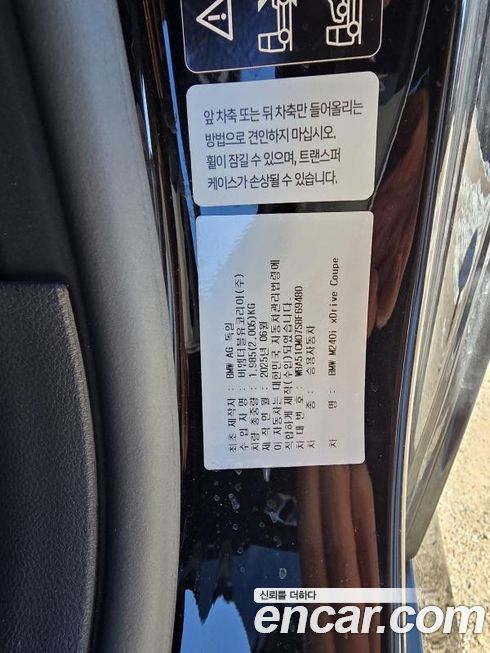 앞 차축 또는 뒤 차축만 들어올리는
방법으로 견인하지 마십시오.
휠이 잠길 수 있으며, 트랜스퍼
케이스가 손상될 수 있습니다.
최초 제작사 : BMW AG 독일
수 입 자 명 : 비엠더블유코리아(주)
차량 총중량 : 1,985(2,005)KG
제 작 연 월 : 2025년 06월
이 자동차는 대한민국 자동차관리법령에
적합하게 제작(수입)되었습니다.
차 대 번 호 : WBA51CM07S8F69480
차 종 : 승용자동차
차 명 : BMW M240i xDrive Coupe
신뢰를 더하다
encar.com